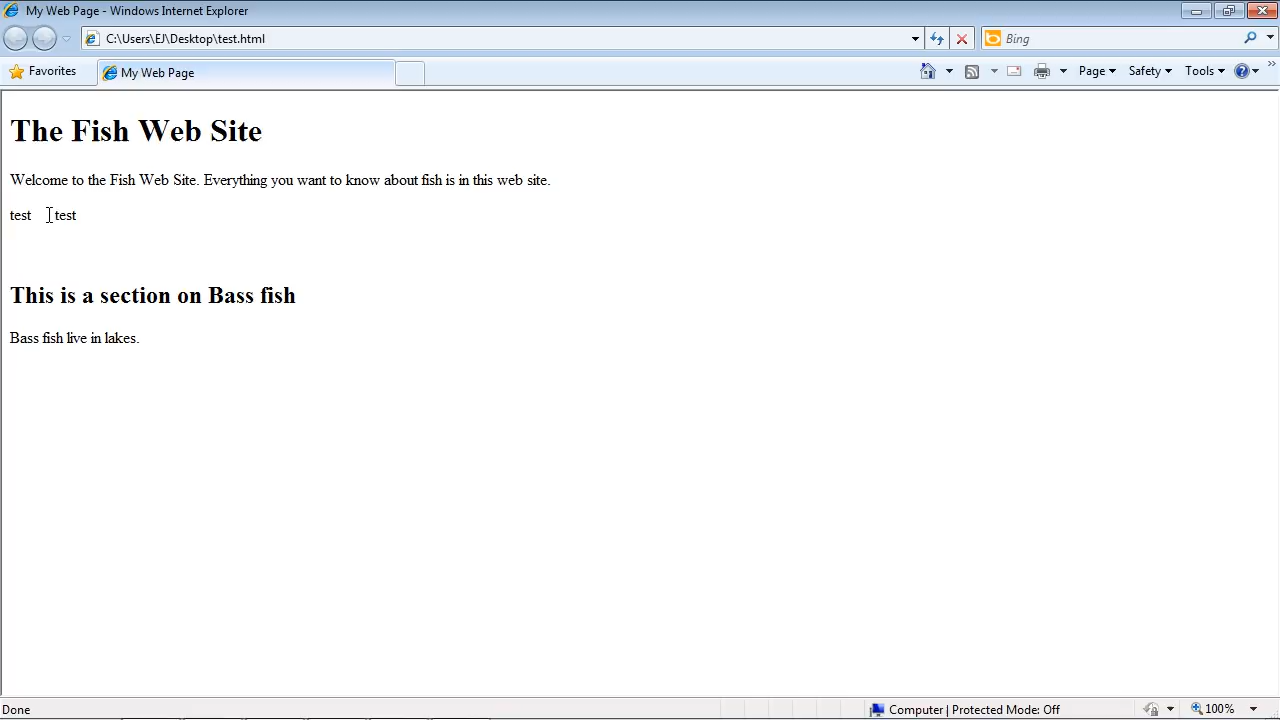 My Web Page - Windows Internet Explorer
C:\Users\EJ\Desktop\test.html
Bing
Favorites
My Web Page
Page
Safety
Tools
The Fish Web Site
Welcome to the Fish Web Site. Everything you want to know about fish is in this web site.
test test
This is a section on Bass fish
Bass fish live in lakes.
Done
Computer | Protected Mode: Off
100%